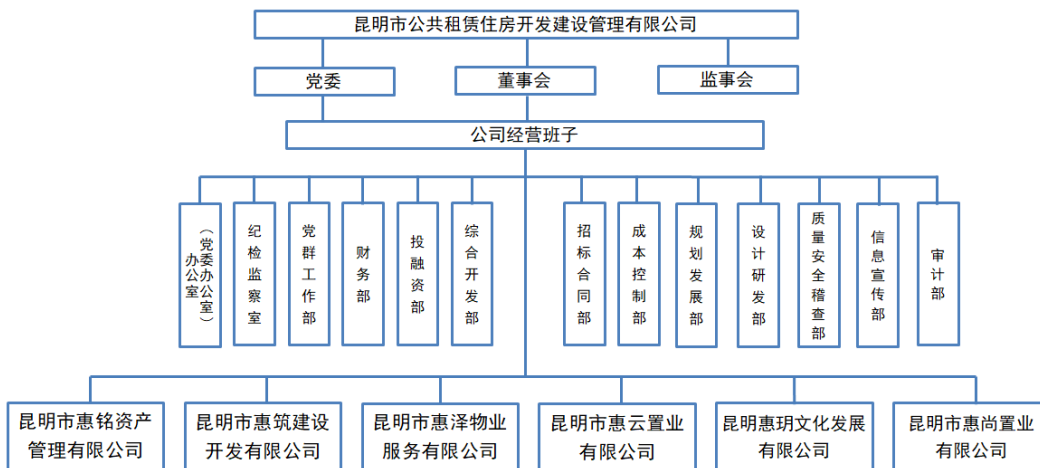 昆明市公共租赁住房开发建设管理有限公司
党委
董事会
监事会
公司经营班子
办公室
（党委办公室）
纪检监察室
党群工作部
财务部
投融资部
综合开发部
招标合同部
成本控制部
规划发展部
设计研发部
质量安全稽查部
信息宣传部
审计部
昆明市惠铭资产
管理有限公司
昆明市惠筑建设
开发有限公司
昆明市惠泽物业
服务有限公司
昆明市惠云置业
有限公司
昆明惠玥文化发展
有限公司
昆明市惠尚置业
有限公司